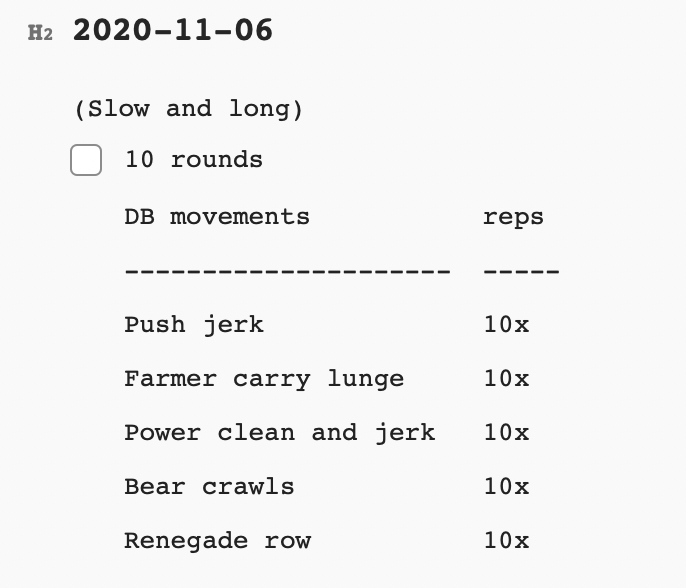 H2 2020-11-06
(Slow and long)
10 rounds
DB movements reps
--------------------- -----
Push jerk 10x
Farmer carry lunge 10x
Power clean and jerk 10x
Bear crawls 10x
Renegade row 10x